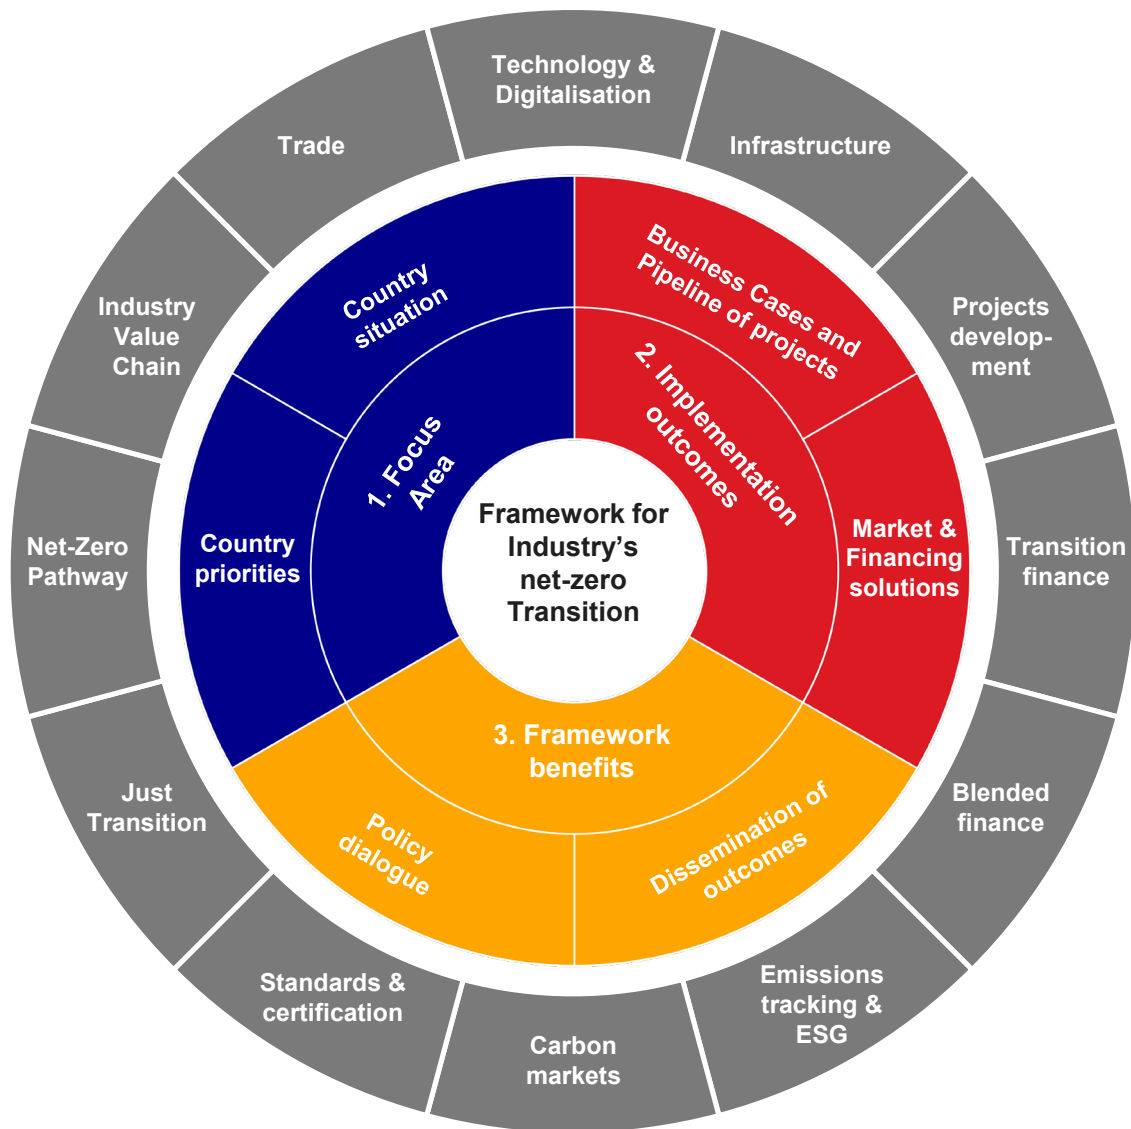 Technology &
Digitalisation
Infrastructure
Projects
develop-
ment
Transition
finance
Blended
finance
Emissions
tracking &
ESG
Carbon
markets
Standards &
certification
Just
Transition
Net-Zero
Pathway
Industry
Value
Chain
Trade
Country
situation
Country
priorities
1. Focus
Area
Business Cases and
Pipeline of projects
2. Implementation
outcomes
Market &
Financing
solutions
3. Framework
benefits
Policy
dialogue
Dissemination of
outcomes
Framework for
Industry’s
net-zero
Transition